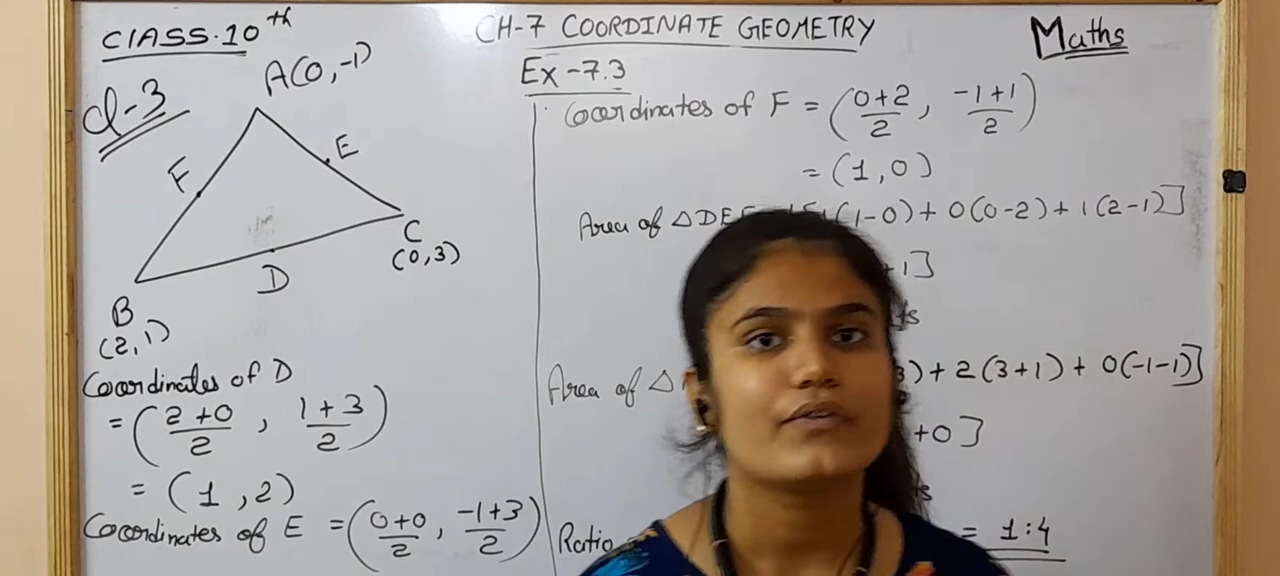 CLASS.10th
CH-7 COORDINATE GEOMETRY
Maths
Q-3
A(0,-1)
F
E
C
(0,3)
D
B
(2,1)
Coordinates of D
= (2+0/2, 1+3/2)
= (1,2)
Coordinates of E = (0+0/2, -1+3/2)
Ex-7.3
Coordinates of F = (0+2/2, -1+1/2)
= (1,0)
Area of △DEF (1-0)+0(0-2)+1(2-1)]
+1]
Area of △ 3)+2(3+1)+0(-1-1)]
+0]
Ratio = 1:4